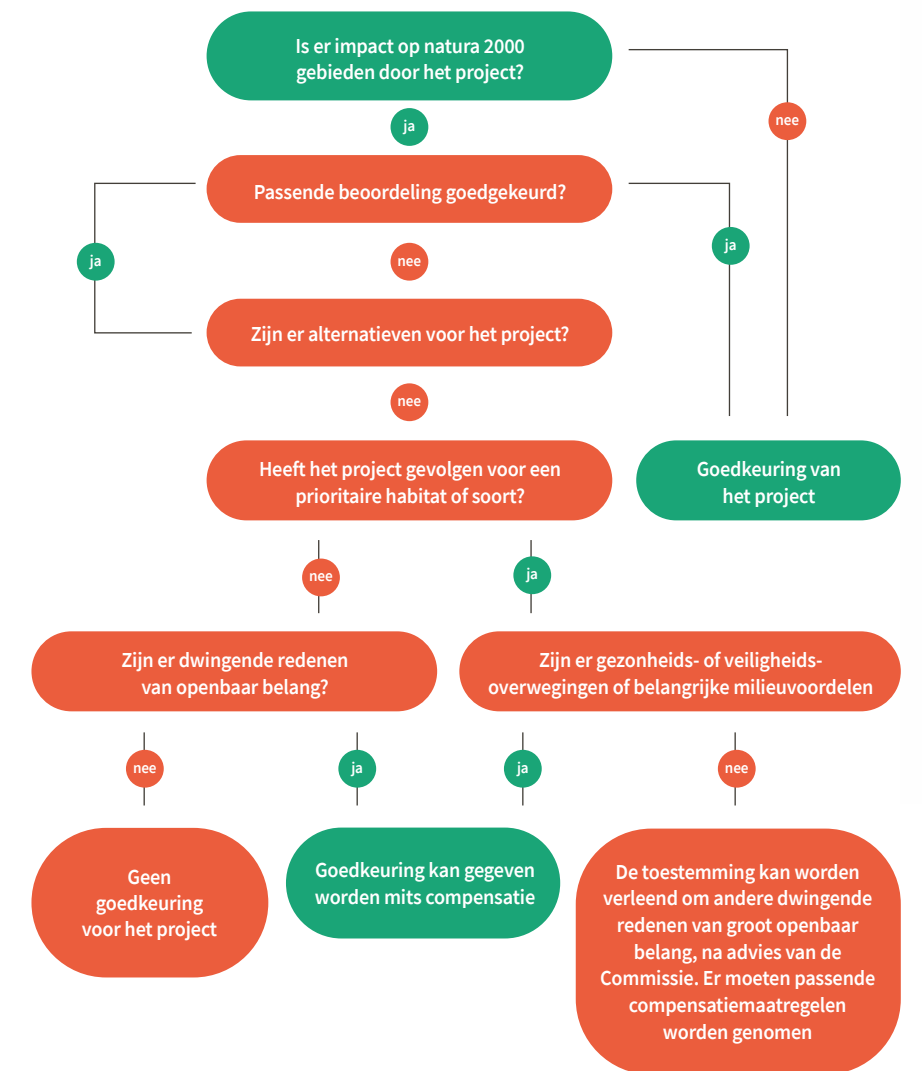 Is er impact op natura 2000
gebieden door het project?
ja
nee
Passende beoordeling goedgekeurd?
ja
nee
ja
Zijn er alternatieven voor het project?
nee
Heeft het project gevolgen voor een
prioritaire habitat of soort?
Goedkeuring van
het project
nee
ja
Zijn er dwingende redenen
van openbaar belang?
Zijn er gezonheids- of veiligheids-
overwegingen of belangrijke milieuvoordelen
nee
ja
ja
nee
Geen
goedkeuring
voor het project
Goedkeuring kan gegeven
worden mits compensatie
De toestemming kan worden
verleend om andere dwingende
redenen van groot openbaar
belang, na advies van de
Commissie. Er moeten passende
compensatiemaatregelen
worden genomen